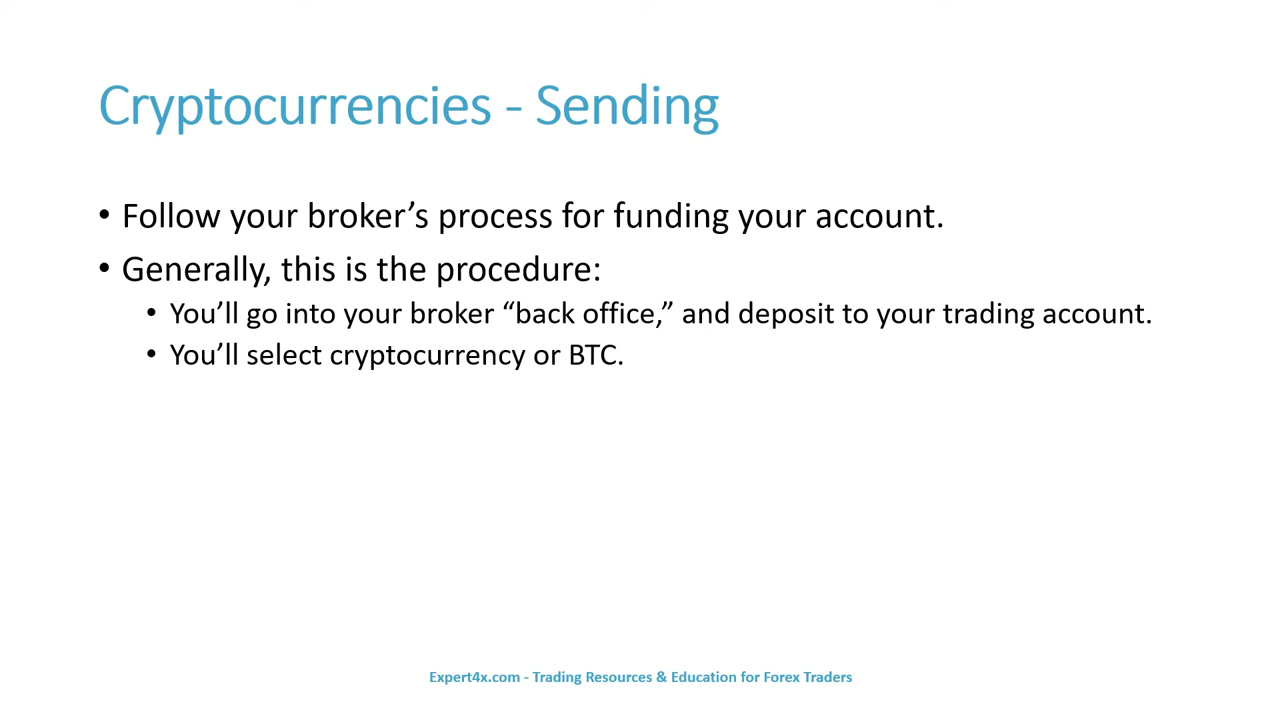 Cryptocurrencies - Sending
• Follow your broker’s process for funding your account.
• Generally, this is the procedure:
• You’ll go into your broker “back office,” and deposit to your trading account.
• You’ll select cryptocurrency or BTC.
Expert4x.com - Trading Resources & Education for Forex Traders